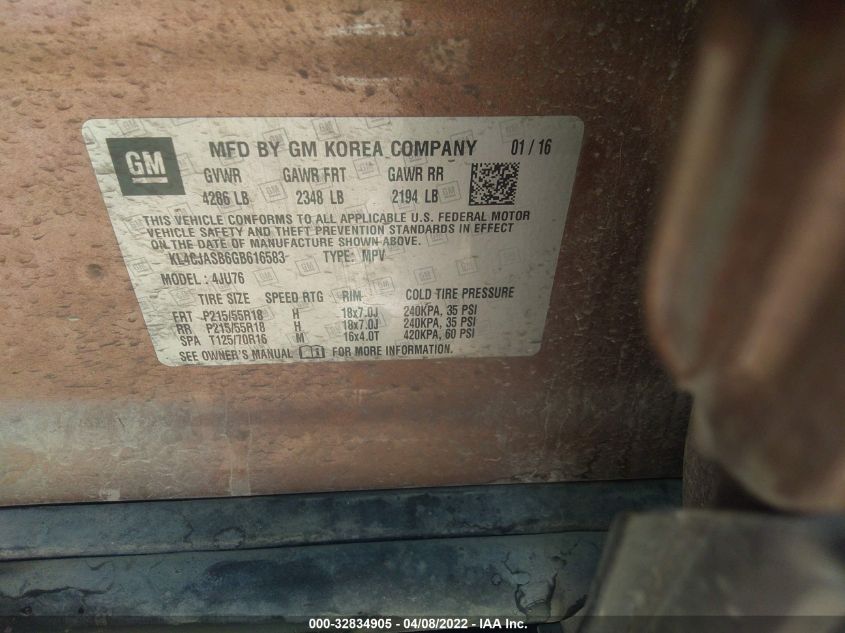 GM MFD BY GM KOREA COMPANY 01 / 16
GVWR GAWR FRT GAWR RR
4286 LB 2348 LB 2194 LB
THIS VEHICLE CONFORMS TO ALL APPLICABLE U.S. FEDERAL MOTOR
VEHICLE SAFETY AND THEFT PREVENTION STANDARDS IN EFFECT
ON THE DATE OF MANUFACTURE SHOWN ABOVE.
KL4CJASB6GB616583 TYPE: MPV
MODEL: 4JU76
TIRE SIZE SPEED RTG RIM COLD TIRE PRESSURE
FRT P215/55R18 H 18x7.0J 240KPA, 35 PSI
RR P215/55R18 H 18x7.0J 240KPA, 35 PSI
SPA T125/70R16 M 16x4.0T 420KPA, 60 PSI
SEE OWNER'S MANUAL FOR MORE INFORMATION.
000-32834905 - 04/08/2022 - IAA Inc.